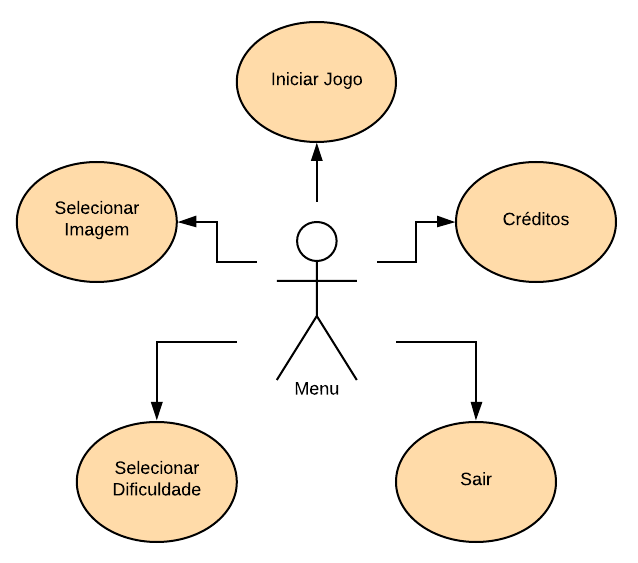 Iniciar Jogo
Selecionar
Imagem
Créditos
Menu
Selecionar
Dificuldade
Sair